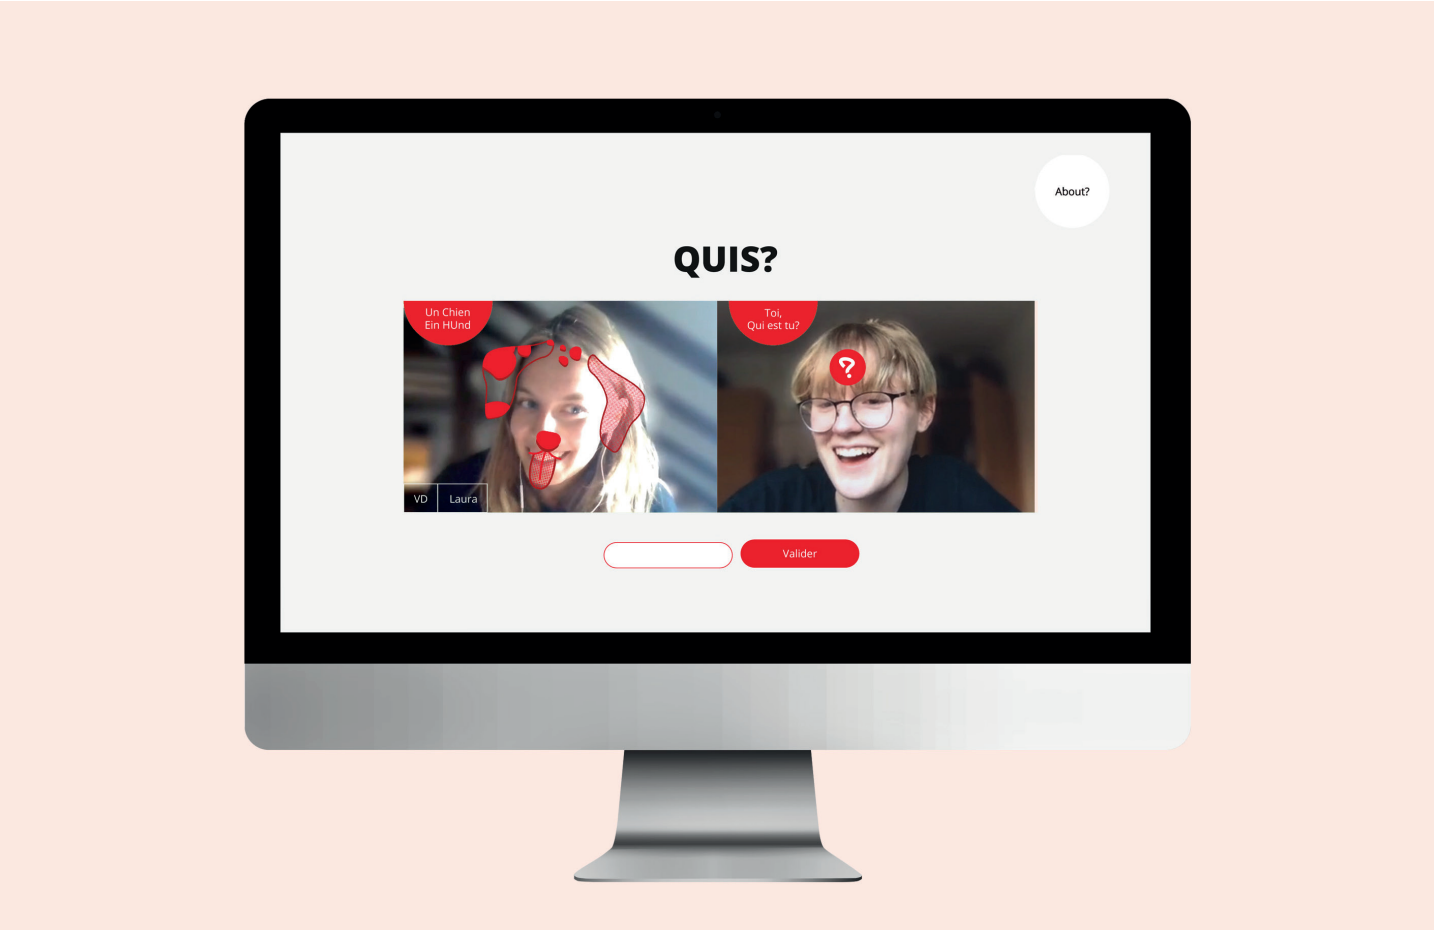 About?
QUIS?
Un Chien
Ein HUnd
Toi,
Qui est tu?
?
VD
Laura
Valider